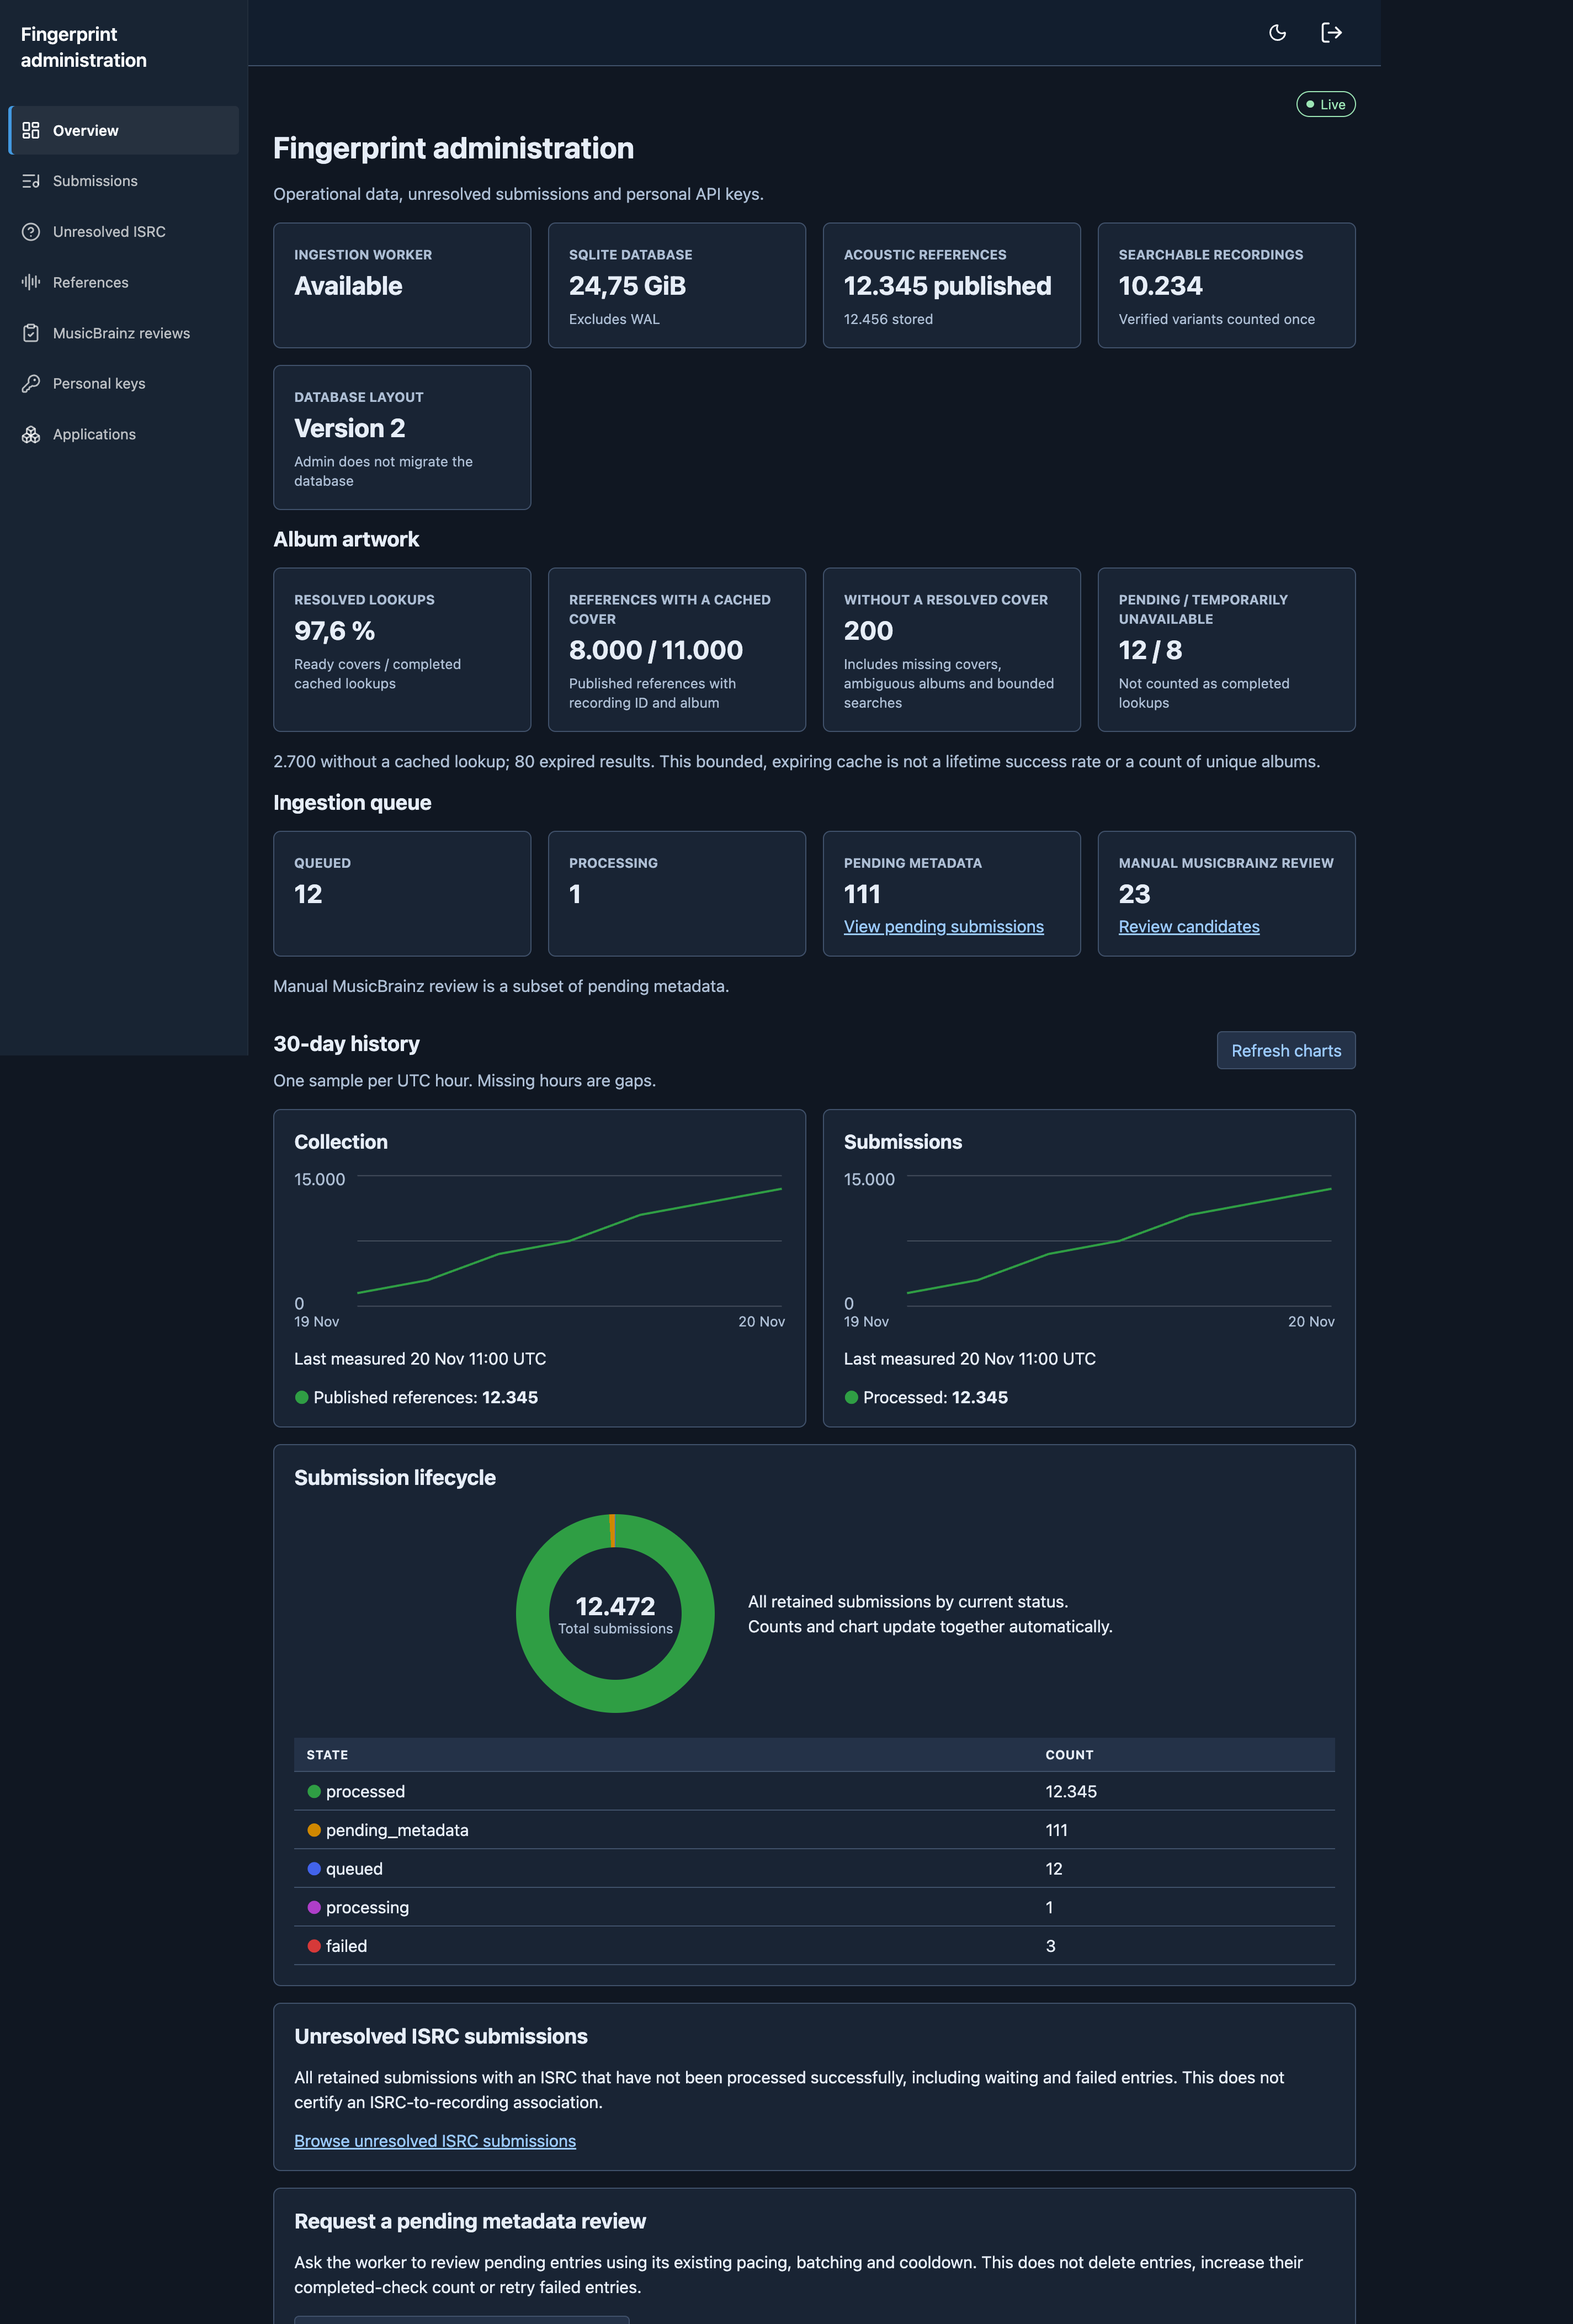 Fingerprint
administration
Overview
Submissions
Unresolved ISRC
References
MusicBrainz reviews
Personal keys
Applications
Live
Fingerprint administration
Operational data, unresolved submissions and personal API keys.
INGESTION WORKER
Available
SQLITE DATABASE
24,75 GiB
Excludes WAL
ACOUSTIC REFERENCES
12.345 published
12.456 stored
SEARCHABLE RECORDINGS
10.234
Verified variants counted once
DATABASE LAYOUT
Version 2
Admin does not migrate the
database
Album artwork
RESOLVED LOOKUPS
97,6 %
Ready covers / completed
cached lookups
REFERENCES WITH A CACHED
COVER
8.000 / 11.000
Published references with
recording ID and album
WITHOUT A RESOLVED COVER
200
Includes missing covers,
ambiguous albums and bounded
searches
PENDING / TEMPORARILY
UNAVAILABLE
12 / 8
Not counted as completed
lookups
2.700 without a cached lookup; 80 expired results. This bounded, expiring cache is not a lifetime success rate or a count of unique albums.
Ingestion queue
QUEUED
12
PROCESSING
1
PENDING METADATA
111
View pending submissions
MANUAL MUSICBRAINZ REVIEW
23
Review candidates
Manual MusicBrainz review is a subset of pending metadata.
30-day history
Refresh charts
One sample per UTC hour. Missing hours are gaps.
Collection
15.000
0
19 Nov
20 Nov
Last measured 20 Nov 11:00 UTC
Published references: 12.345
Submissions
15.000
0
19 Nov
20 Nov
Last measured 20 Nov 11:00 UTC
Processed: 12.345
Submission lifecycle
12.472
Total submissions
All retained submissions by current status.
Counts and chart update together automatically.
STATE COUNT
processed 12.345
pending_metadata 111
queued 12
processing 1
failed 3
Unresolved ISRC submissions
All retained submissions with an ISRC that have not been processed successfully, including waiting and failed entries. This does not
certify an ISRC-to-recording association.
Browse unresolved ISRC submissions
Request a pending metadata review
Ask the worker to review pending entries using its existing pacing, batching and cooldown. This does not delete entries, increase their
completed-check count or retry failed entries.